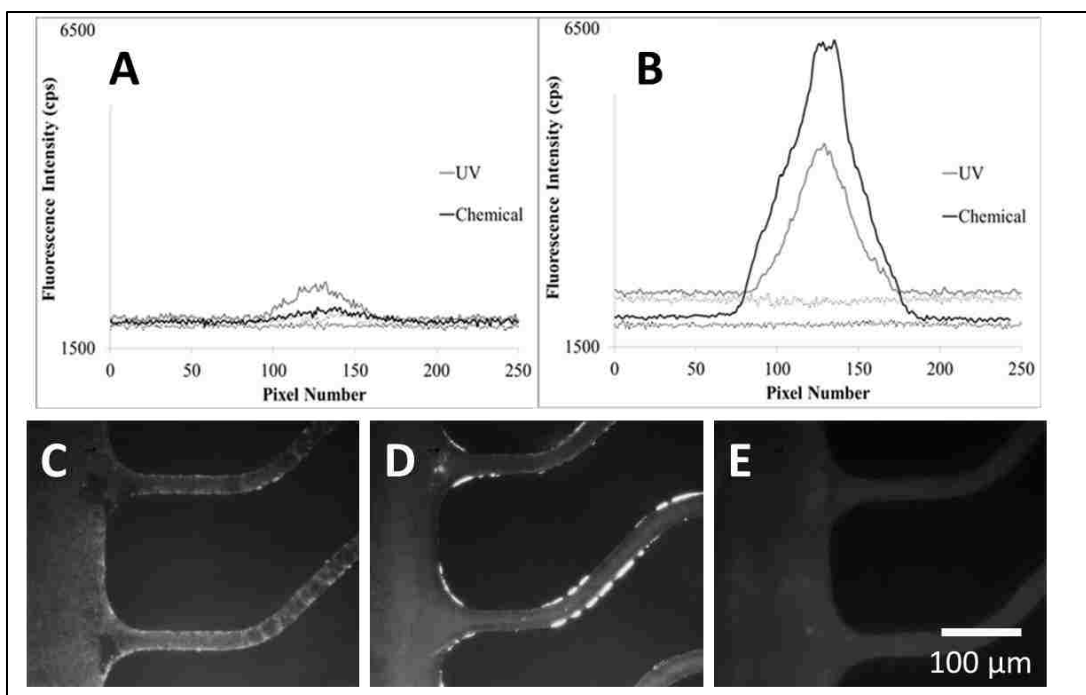 6500
A
Fluorescence Intensity (cps)
UV
Chemical
1500
0 50 100 150 200 250
Pixel Number
6500
B
Fluorescence Intensity (cps)
UV
Chemical
1500
0 50 100 150 200 250
Pixel Number
C
D
E
100 μm